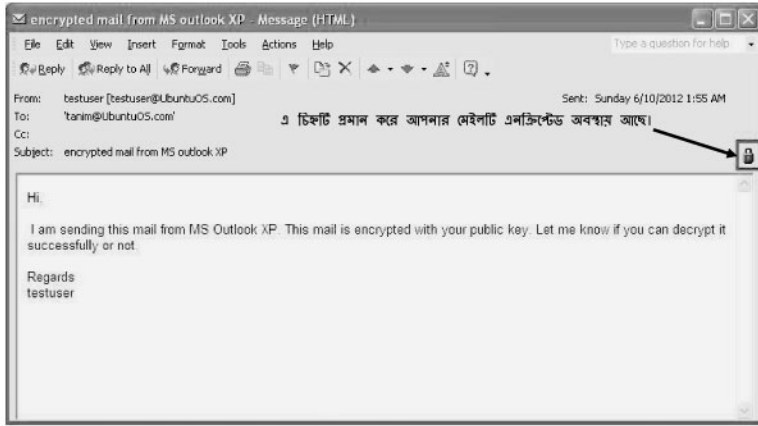 encrypted mail from MS outlook XP - Message (HTML)
File Edit View Insert Format Tools Actions Help Type a question for help
Reply Reply to All Forward
From: testuser [testuser@UbuntuOS.com] Sent: Sunday 6/10/2012 1:55 AM
To: 'tanim@UbuntuOS.com'
এ চিহ্নটি প্রমান করে আপনার মেইলটি এনক্রিপ্টেড অবস্থায় আছে।
Cc:
Subject: encrypted mail from MS outlook XP
Hi,
I am sending this mail from MS Outlook XP. This mail is encrypted with your public key. Let me know if you can decrypt it
successfully or not.
Regards
testuser